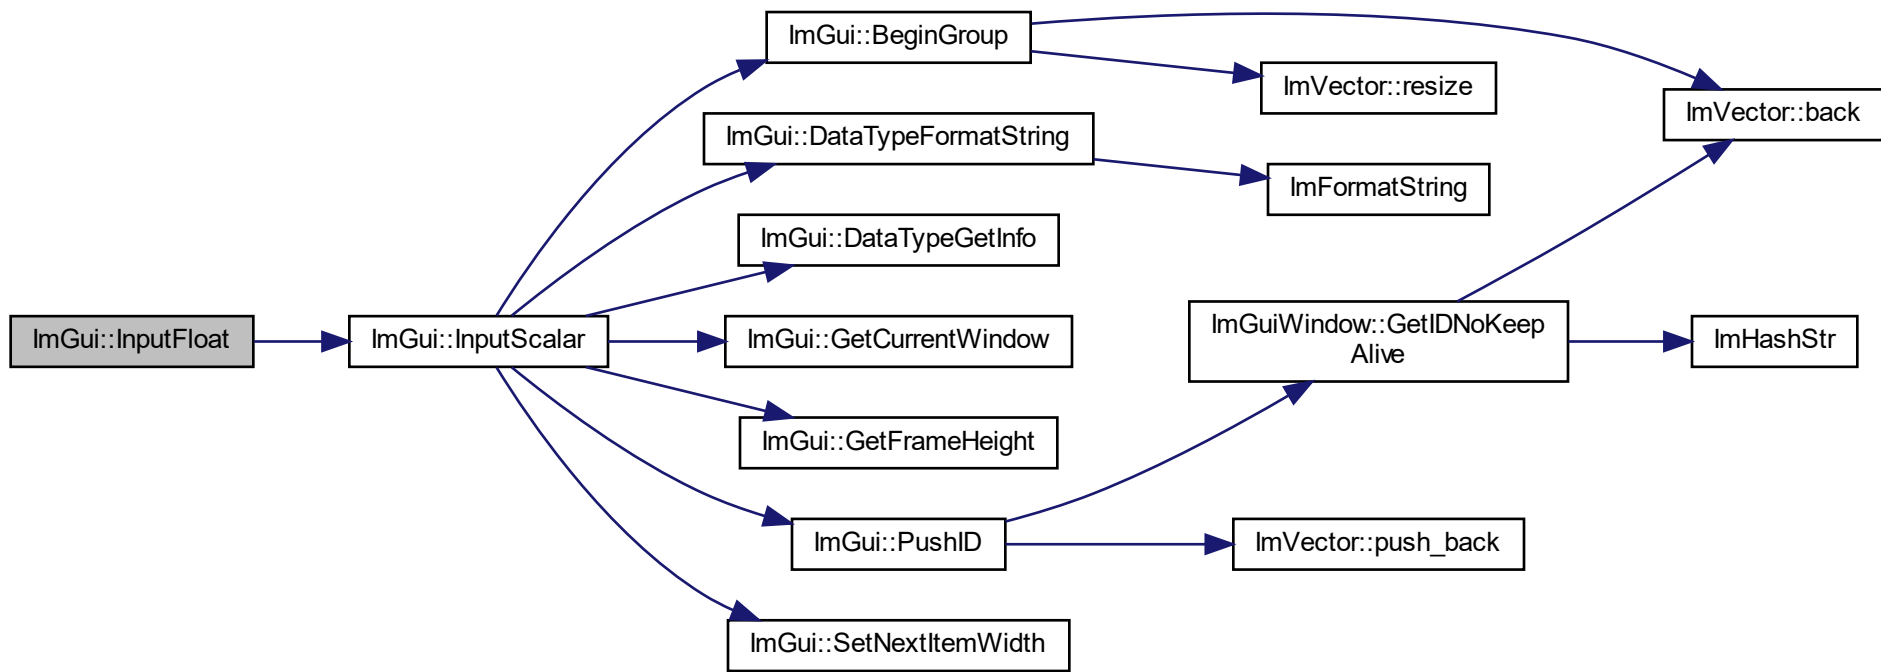 ImGui::InputFloat
ImGui::InputScalar
ImGui::BeginGroup
ImGui::DataTypeFormatString
ImGui::DataTypeGetInfo
ImGui::GetCurrentWindow
ImGui::GetFrameHeight
ImGui::PushID
ImGui::SetNextItemWidth
ImVector::resize
ImFormatString
ImGuiWindow::GetIDNoKeep
Alive
ImVector::push_back
ImVector::back
ImHashStr